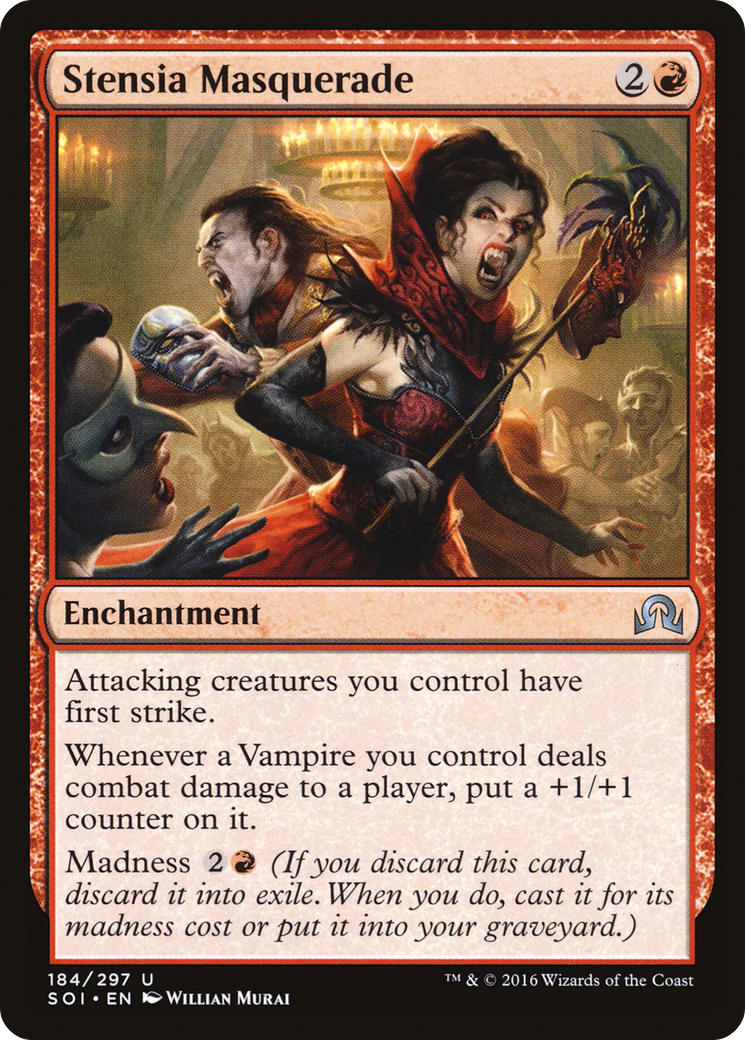 Stensia Masquerade 2
Enchantment
Attacking creatures you control have
first strike.
Whenever a Vampire you control deals
combat damage to a player, put a +1/+1
counter on it.
Madness 2 (If you discard this card,
discard it into exile. When you do, cast it for its
madness cost or put it into your graveyard.)
184/297 U
SOI • EN WILLIAN MURAI
™ & © 2016 Wizards of the Coast